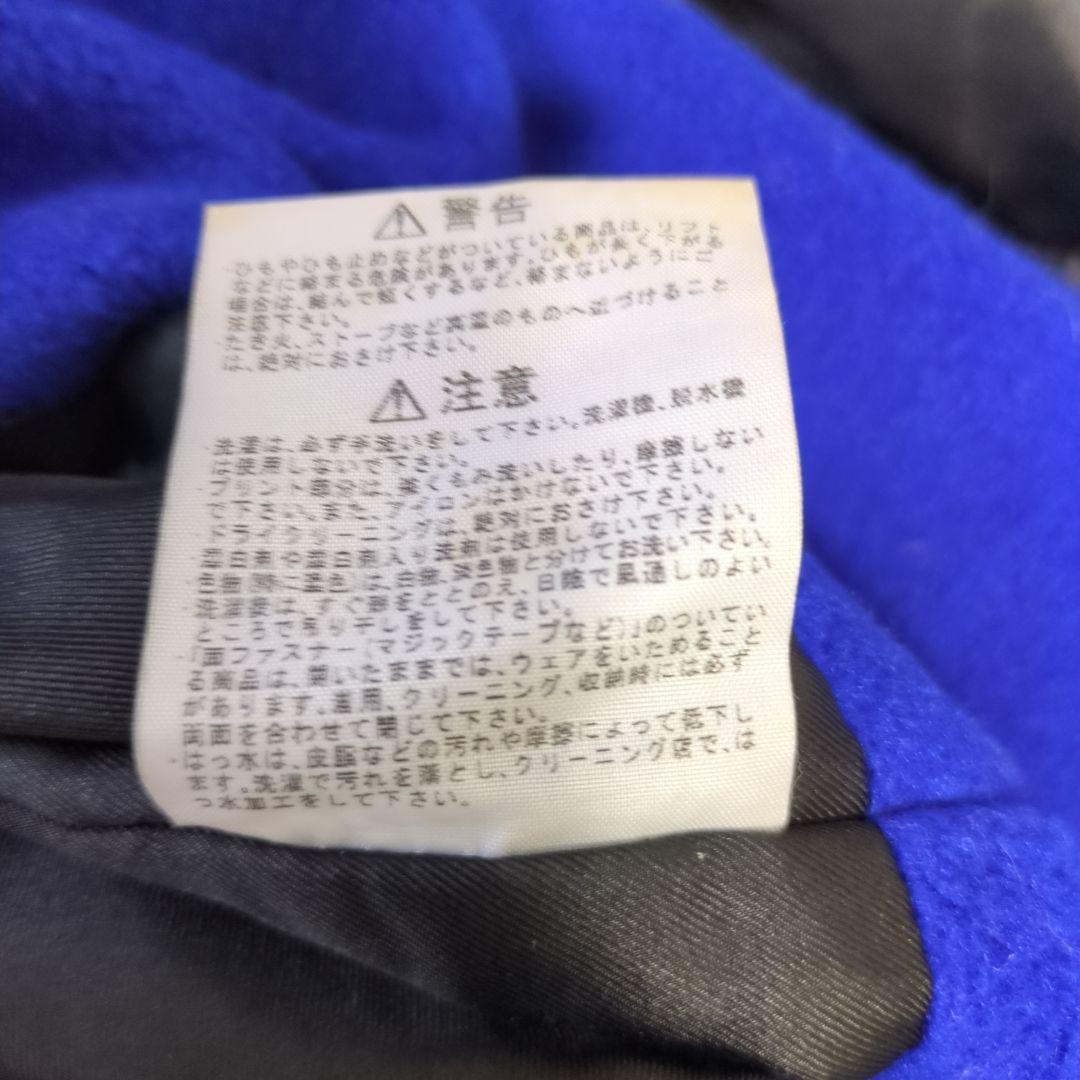 警告
・ひもやひも止めなどがついている商品は、リフト
などに絡まる危険があります。ひもが長く下がる
場合は、結んで短くするなど、絡まないようにご
注意下さい。
・たき火、ストーブなど高温のものへ近づけること
は、絶対におさけ下さい。
注意
・洗濯は、必ず手洗いをして下さい。洗濯機、脱水機
は使用しないで下さい。
・プリント部分は、強くもみ洗いしたり、摩擦しない
で下さい。また、アイロンはかけないで下さい。
・ドライクリーニングは、絶対におさけ下さい。
・漂白剤や蛍光剤入り洗剤は使用しないで下さい。
は白物、淡色物と分けてお洗い下さい。
・洗濯後は、すぐ形をととのえ、日陰で風通しのよい
ところで吊り干しをして下さい。
・「面ファスナー(マジックテープなど)」のついてい
る商品は、開いたままでは、ウェアをいためること
があります。着用、クリーニング、収納時には必ず
両面を合わせて閉じて下さい。
・はっ水は、皮脂などの汚れや摩擦によって低下し
ます。洗濯で汚れを落とし、クリーニング店で、は
っ水加工をして下さい。